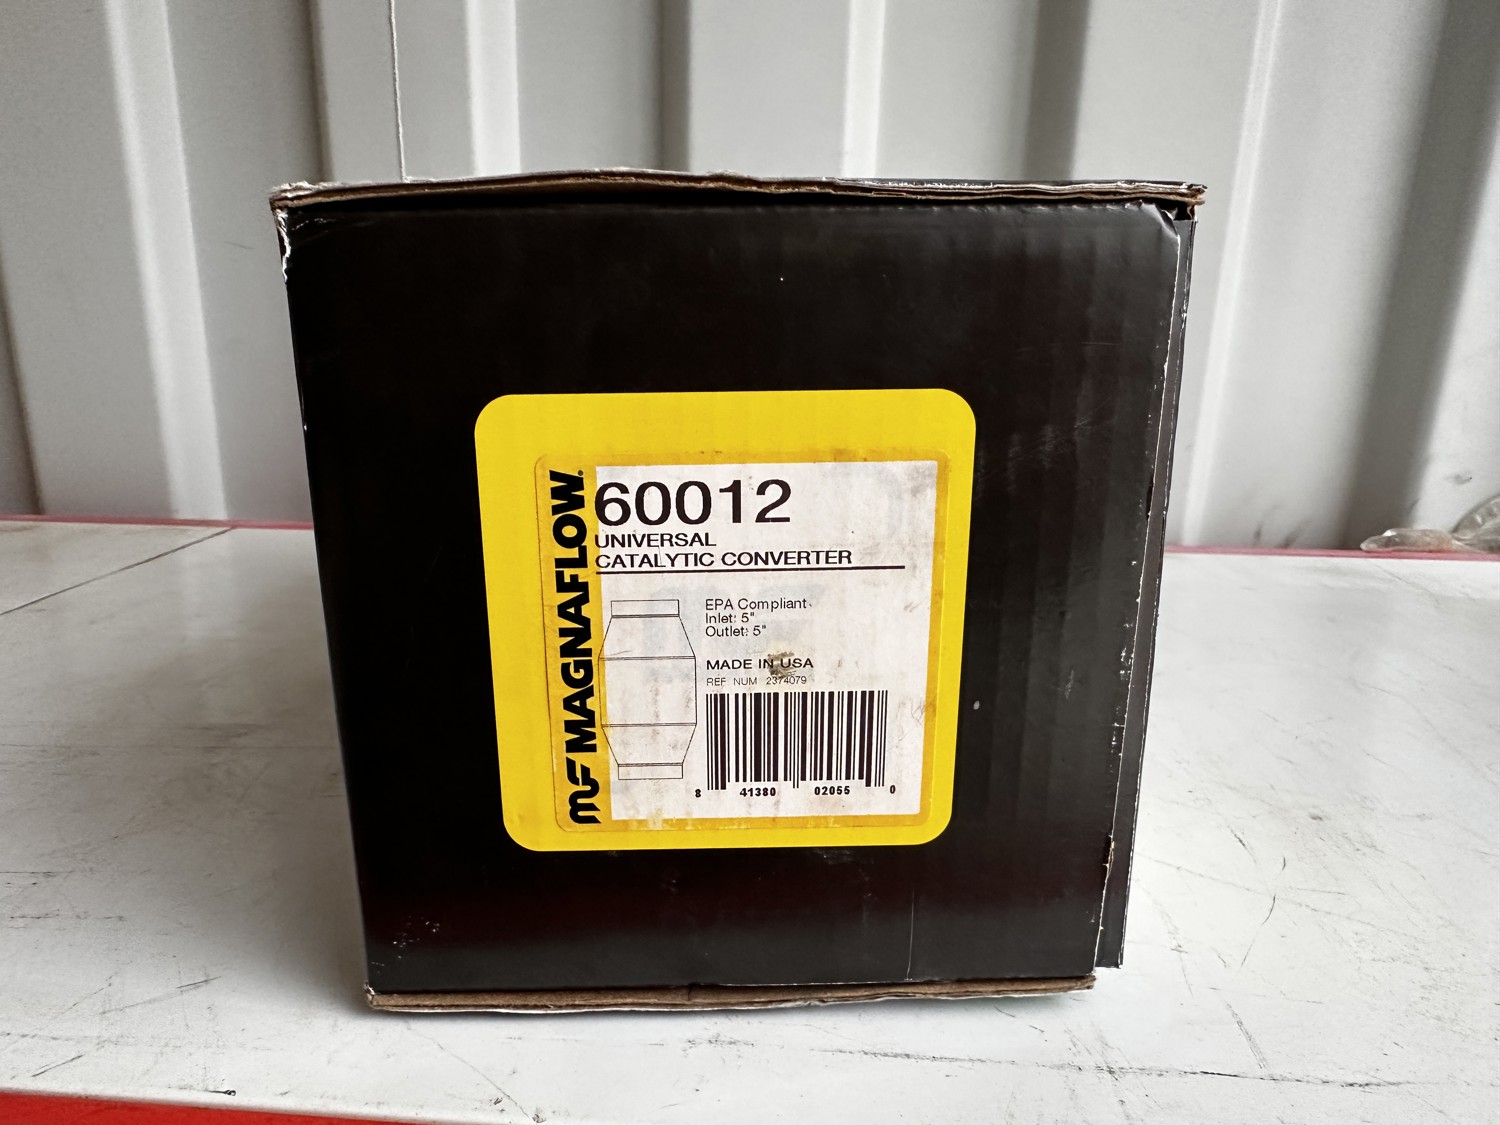 MAGNAFLOW
60012
UNIVERSAL
CATALYTIC CONVERTER
EPA Compliant
Inlet: 5"
Outlet: 5"
MADE IN USA
REF NUM 2374079
8 41380 02055 0